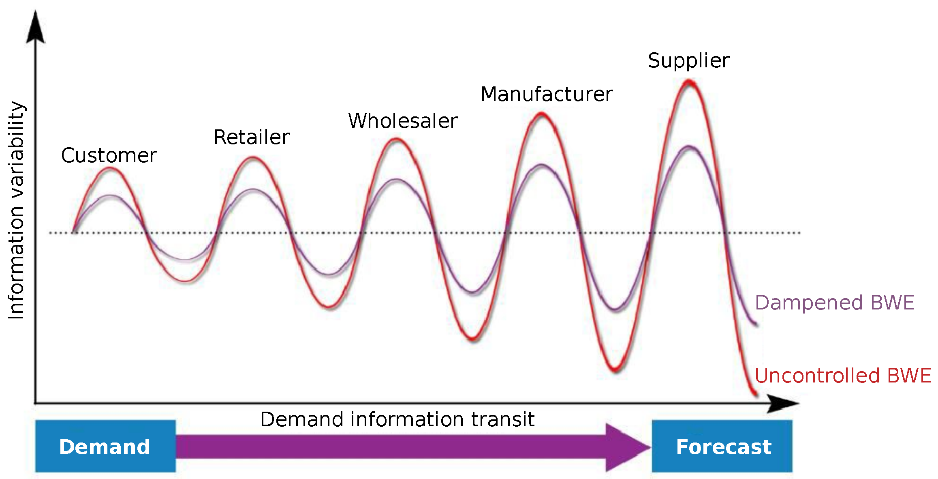 Supplier
Manufacturer
Wholesaler
Retailer
Customer
Information variability
Dampened BWE
Uncontrolled BWE
Demand information transit
Demand
Forecast